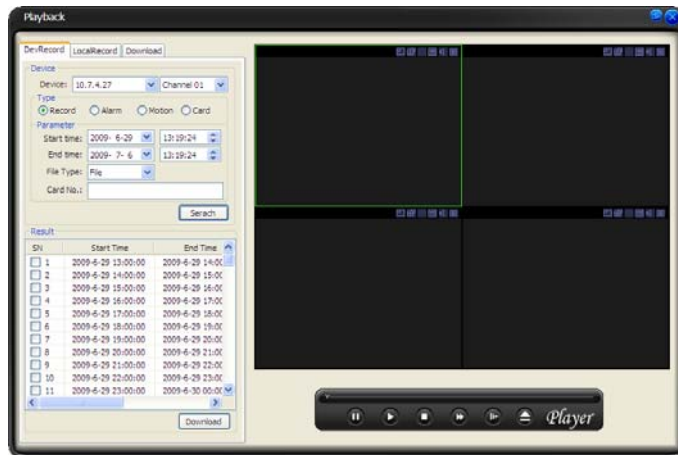 Playback
DevRecord LocalRecord Download
Device
Device: 10.7.4.27 Channel 01
Type
Record Alarm Motion Card
Parameter
Start time: 2009- 6-29 13:19:24
End time: 2009- 7- 6 13:19:24
File Type: File
Card No.:
Serach
Result
SN Start Time End Time
1 2009-6-29 13:00:00 2009-6-29 14:00
2 2009-6-29 14:00:00 2009-6-29 15:00
3 2009-6-29 15:00:00 2009-6-29 16:00
4 2009-6-29 16:00:00 2009-6-29 17:00
5 2009-6-29 17:00:00 2009-6-29 18:00
6 2009-6-29 18:00:00 2009-6-29 19:00
7 2009-6-29 19:00:00 2009-6-29 20:00
8 2009-6-29 20:00:00 2009-6-29 21:00
9 2009-6-29 21:00:00 2009-6-29 22:00
10 2009-6-29 22:00:00 2009-6-29 23:00
11 2009-6-29 23:00:00 2009-6-30 00:00
Download
Player